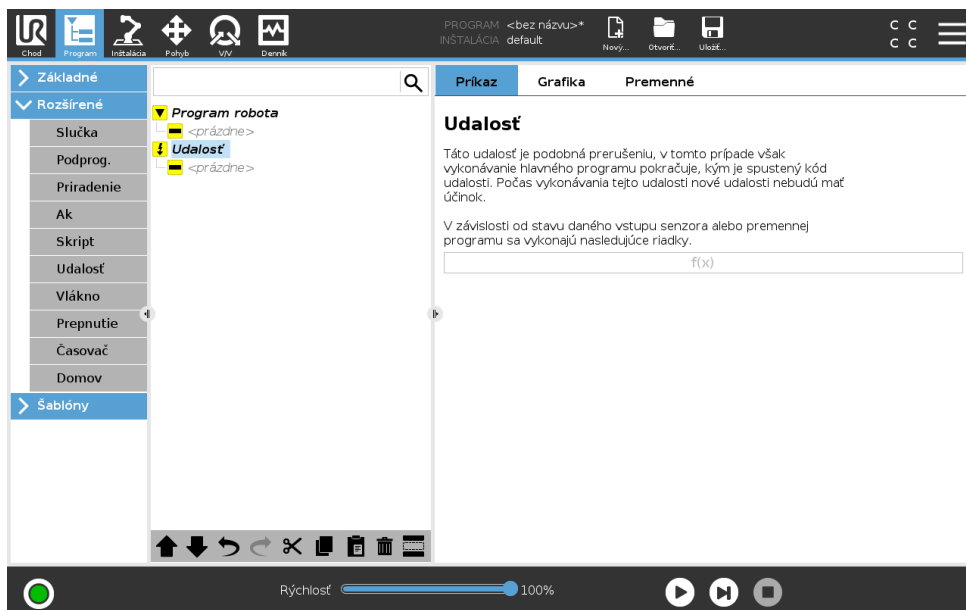 PROGRAM <bez názvu>*
INŠTALÁCIA default
UR
Chod
Program
Inštalácia
Pohyb
V/V
Denník
Nový...
Otvoriť...
Uložiť...
C C
C C
Základné
Rozšírené
Slučka
Podprog.
Priradenie
Ak
Skript
Udalosť
Vlákno
Prepnutie
Časovač
Domov
Šablóny
Program robota
<prázdne>
Udalosť
<prázdne>
Príkaz Grafika Premenné
Udalosť
Táto udalosť je podobná prerušeniu, v tomto prípade však
vykonávanie hlavného programu pokračuje, kým je spustený kód
udalosti. Počas vykonávania tejto udalosti nové udalosti nebudú mať
účinok.
V závislosti od stavu daného vstupu senzora alebo premennej
programu sa vykonajú nasledujúce riadky.
f(x)
Rýchlosť 100%